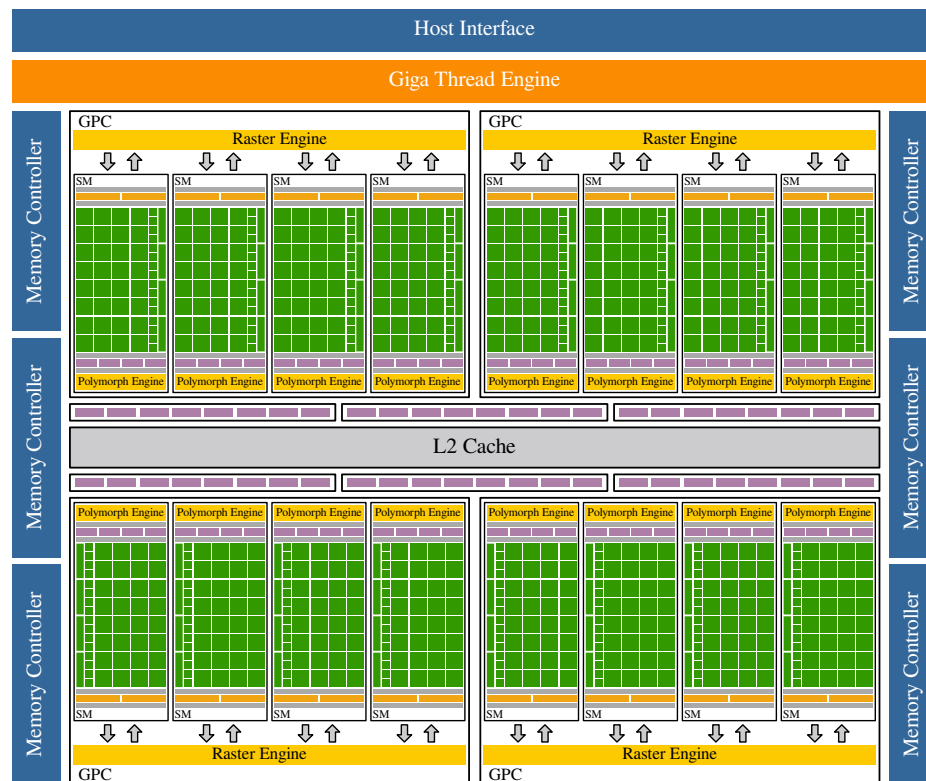 Host Interface
Giga Thread Engine
Memory Controller
Memory Controller
Memory Controller
GPC
Raster Engine
SM
SM
SM
SM
Polymorph Engine
Polymorph Engine
Polymorph Engine
Polymorph Engine
GPC
Raster Engine
SM
SM
SM
SM
Polymorph Engine
Polymorph Engine
Polymorph Engine
Polymorph Engine
L2 Cache
Polymorph Engine
Polymorph Engine
Polymorph Engine
Polymorph Engine
SM
SM
SM
SM
Raster Engine
GPC
Polymorph Engine
Polymorph Engine
Polymorph Engine
Polymorph Engine
SM
SM
SM
SM
Raster Engine
GPC
Memory Controller
Memory Controller
Memory Controller